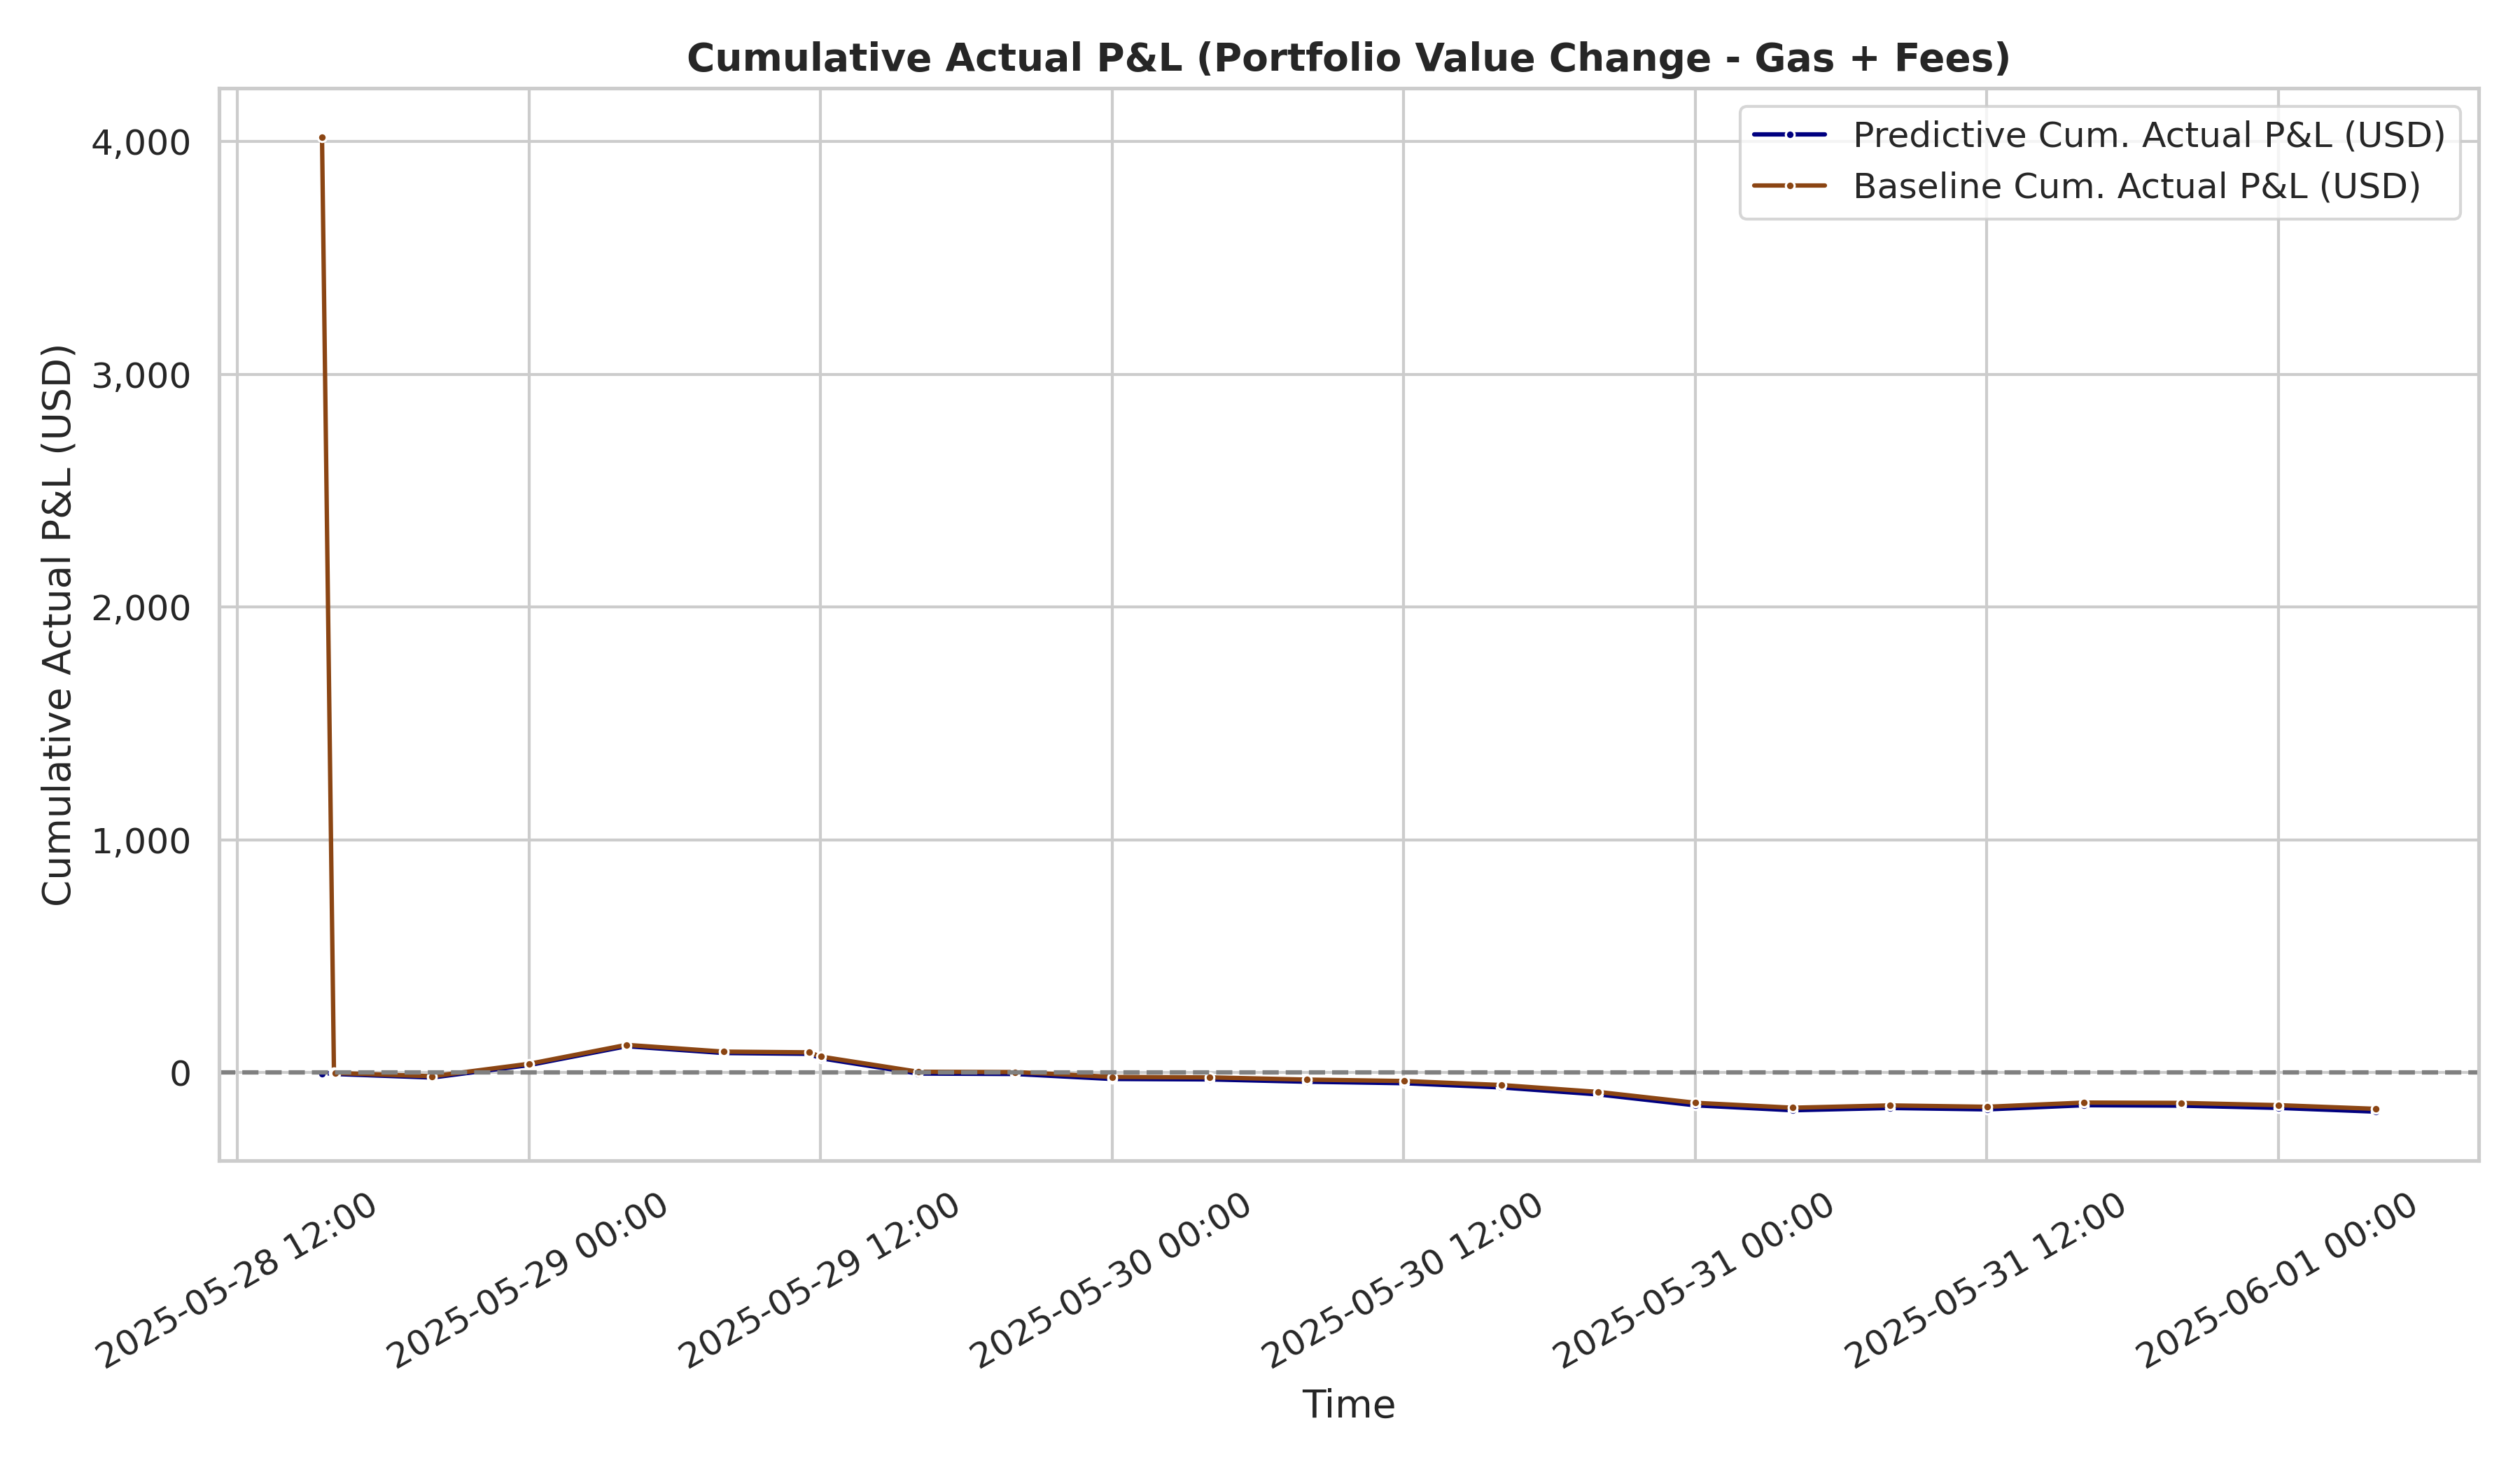 Cumulative Actual P&L (Portfolio Value Change - Gas + Fees)
Predictive Cum. Actual P&L (USD)
Baseline Cum. Actual P&L (USD)
Cumulative Actual P&L (USD)
4,000
3,000
2,000
1,000
0
2025-05-28 12:00
2025-05-29 00:00
2025-05-29 12:00
2025-05-30 00:00
2025-05-30 12:00
2025-05-31 00:00
2025-05-31 12:00
2025-06-01 00:00
Time